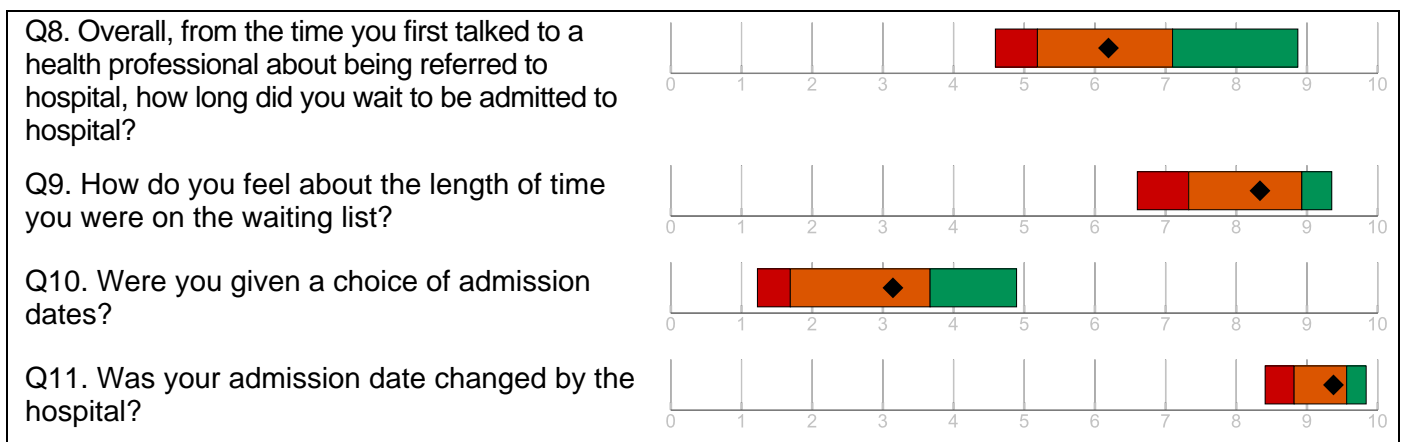 Q8. Overall, from the time you first talked to a
health professional about being referred to
hospital, how long did you wait to be admitted to
hospital?
0 1 2 3 4 5 6 7 8 9 10
Q9. How do you feel about the length of time
you were on the waiting list?
0 1 2 3 4 5 6 7 8 9 10
Q10. Were you given a choice of admission
dates?
0 1 2 3 4 5 6 7 8 9 10
Q11. Was your admission date changed by the
hospital?
0 1 2 3 4 5 6 7 8 9 10